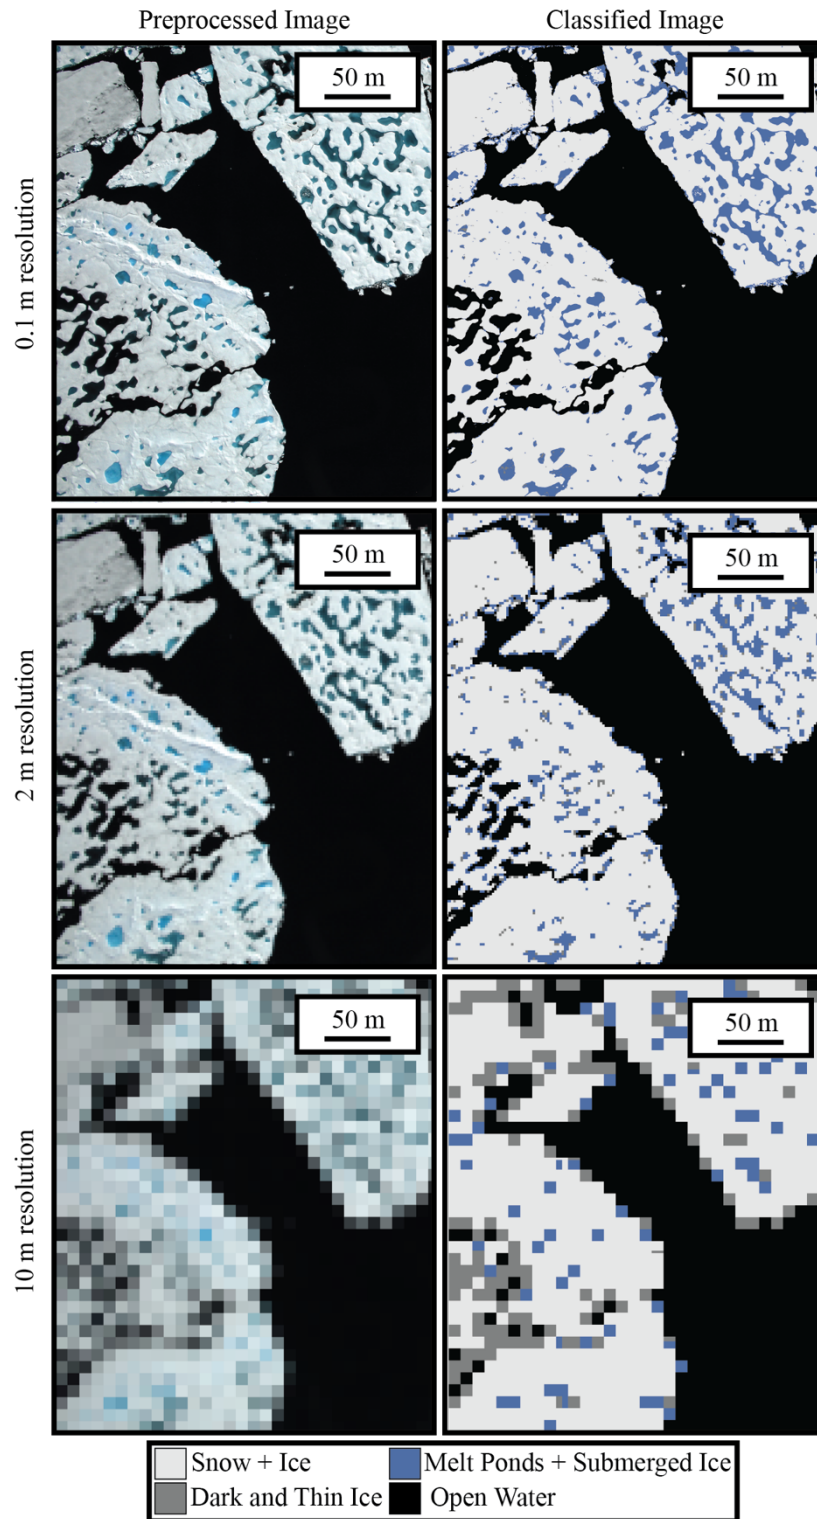 Preprocessed Image
Classified Image
0.1 m resolution
50 m
50 m
2 m resolution
50 m
50 m
10 m resolution
50 m
50 m
Snow + Ice
Melt Ponds + Submerged Ice
Dark and Thin Ice
Open Water